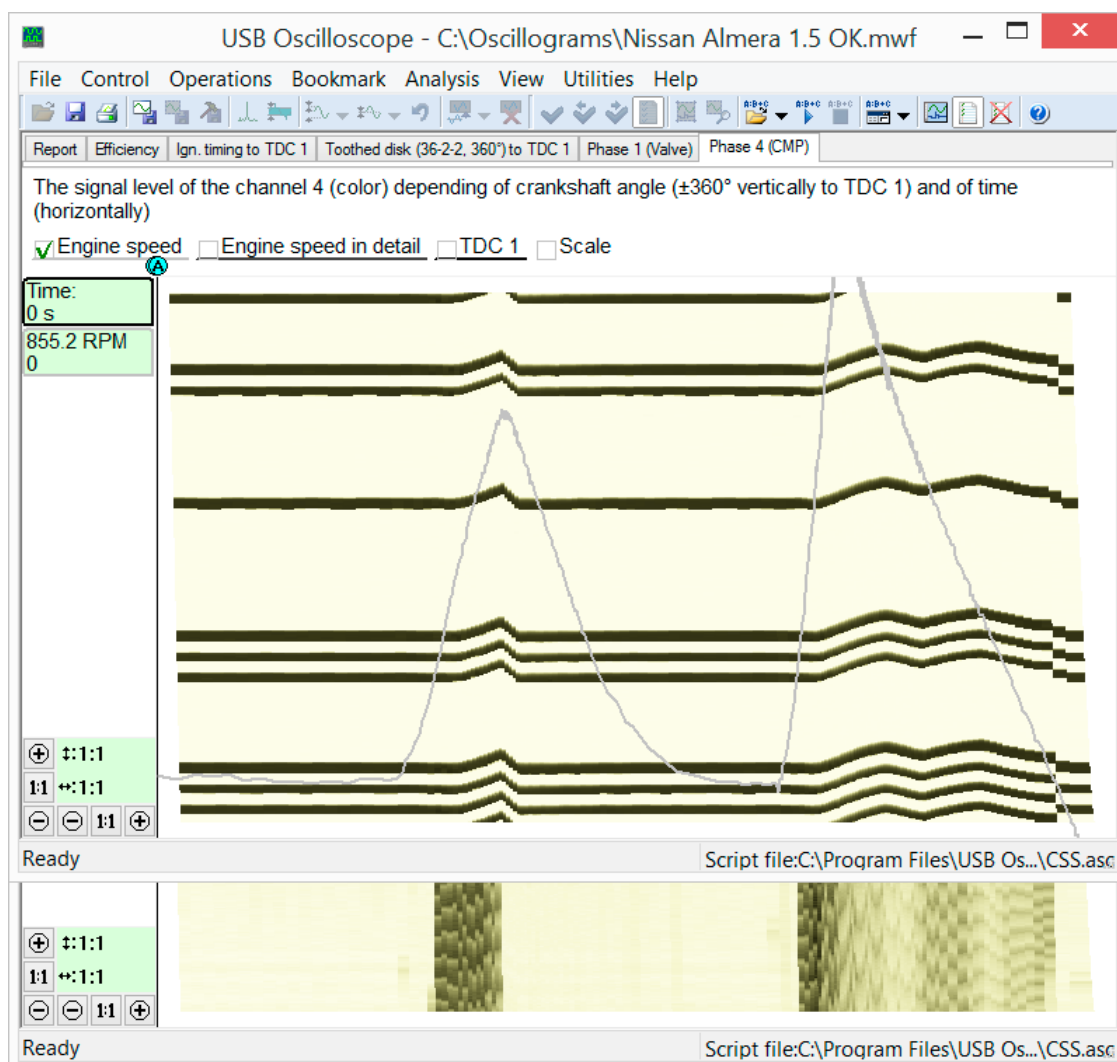 USB Oscilloscope - C:\Oscillograms\Nissan Almera 1.5 OK.mwf
File Control Operations Bookmark Analysis View Utilities Help
A:B+C A:B+C A:B+C A:B+C
Report Efficiency Ign. timing to TDC 1 Toothed disk (36-2-2, 360°) to TDC 1 Phase 1 (Valve) Phase 4 (CMP)
The signal level of the channel 4 (color) depending of crankshaft angle (±360° vertically to TDC 1) and of time
(horizontally)
Engine speed Engine speed in detail TDC 1 Scale
A
Time:
0 s
855.2 RPM
0
:1:1
1:1 :1:1
1:1
Ready Script file:C:\Program Files\USB Os...\CSS.asc
:1:1
1:1 :1:1
1:1
Ready Script file:C:\Program Files\USB Os...\CSS.asc